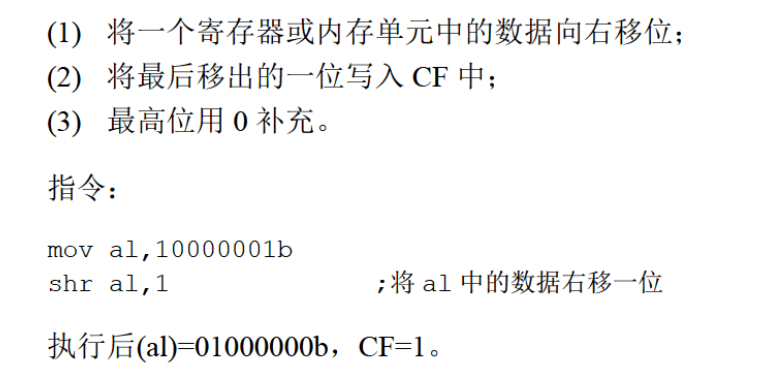 (1) 将一个寄存器或内存单元中的数据向右移位；
(2) 将最后移出的一位写入 CF 中；
(3) 最高位用 0 补充。
指令：
mov al,10000001b
shr al,1 ;将 al 中的数据右移一位
执行后(al)=01000000b，CF=1。